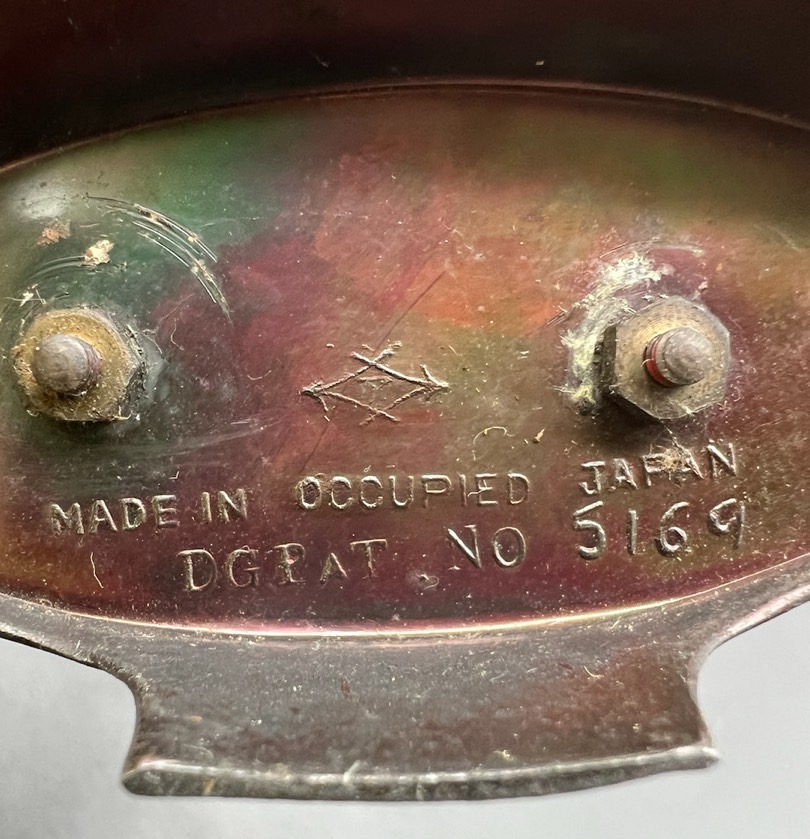 MADE IN OCCUPIED JAPAN
DGPAT. NO 5169